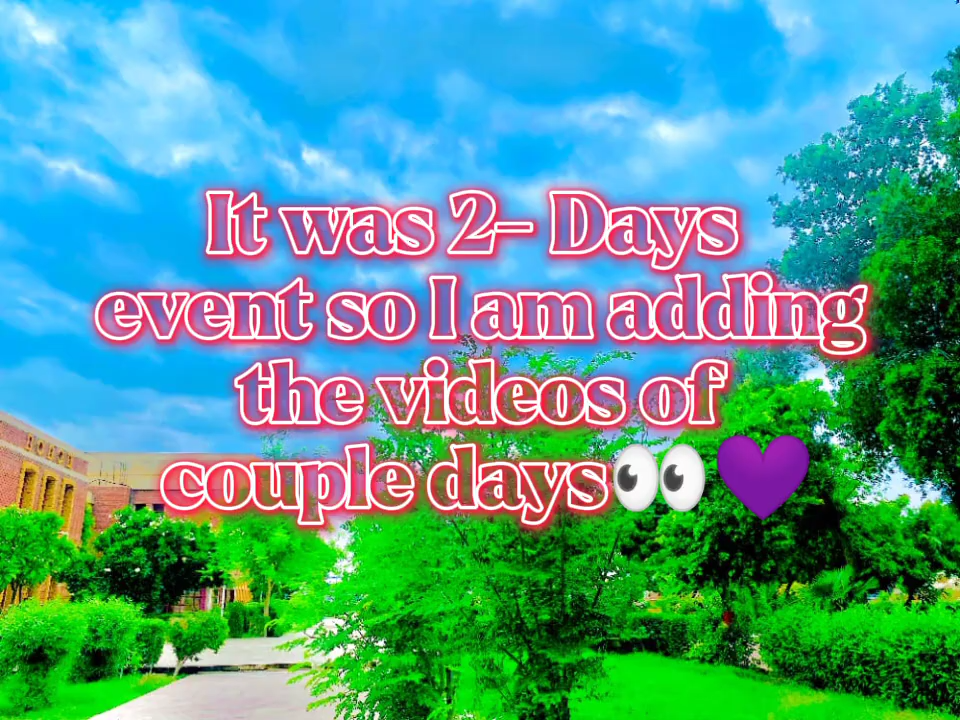 It was 2- Days
event so I am adding
the videos of
couple days👀💜